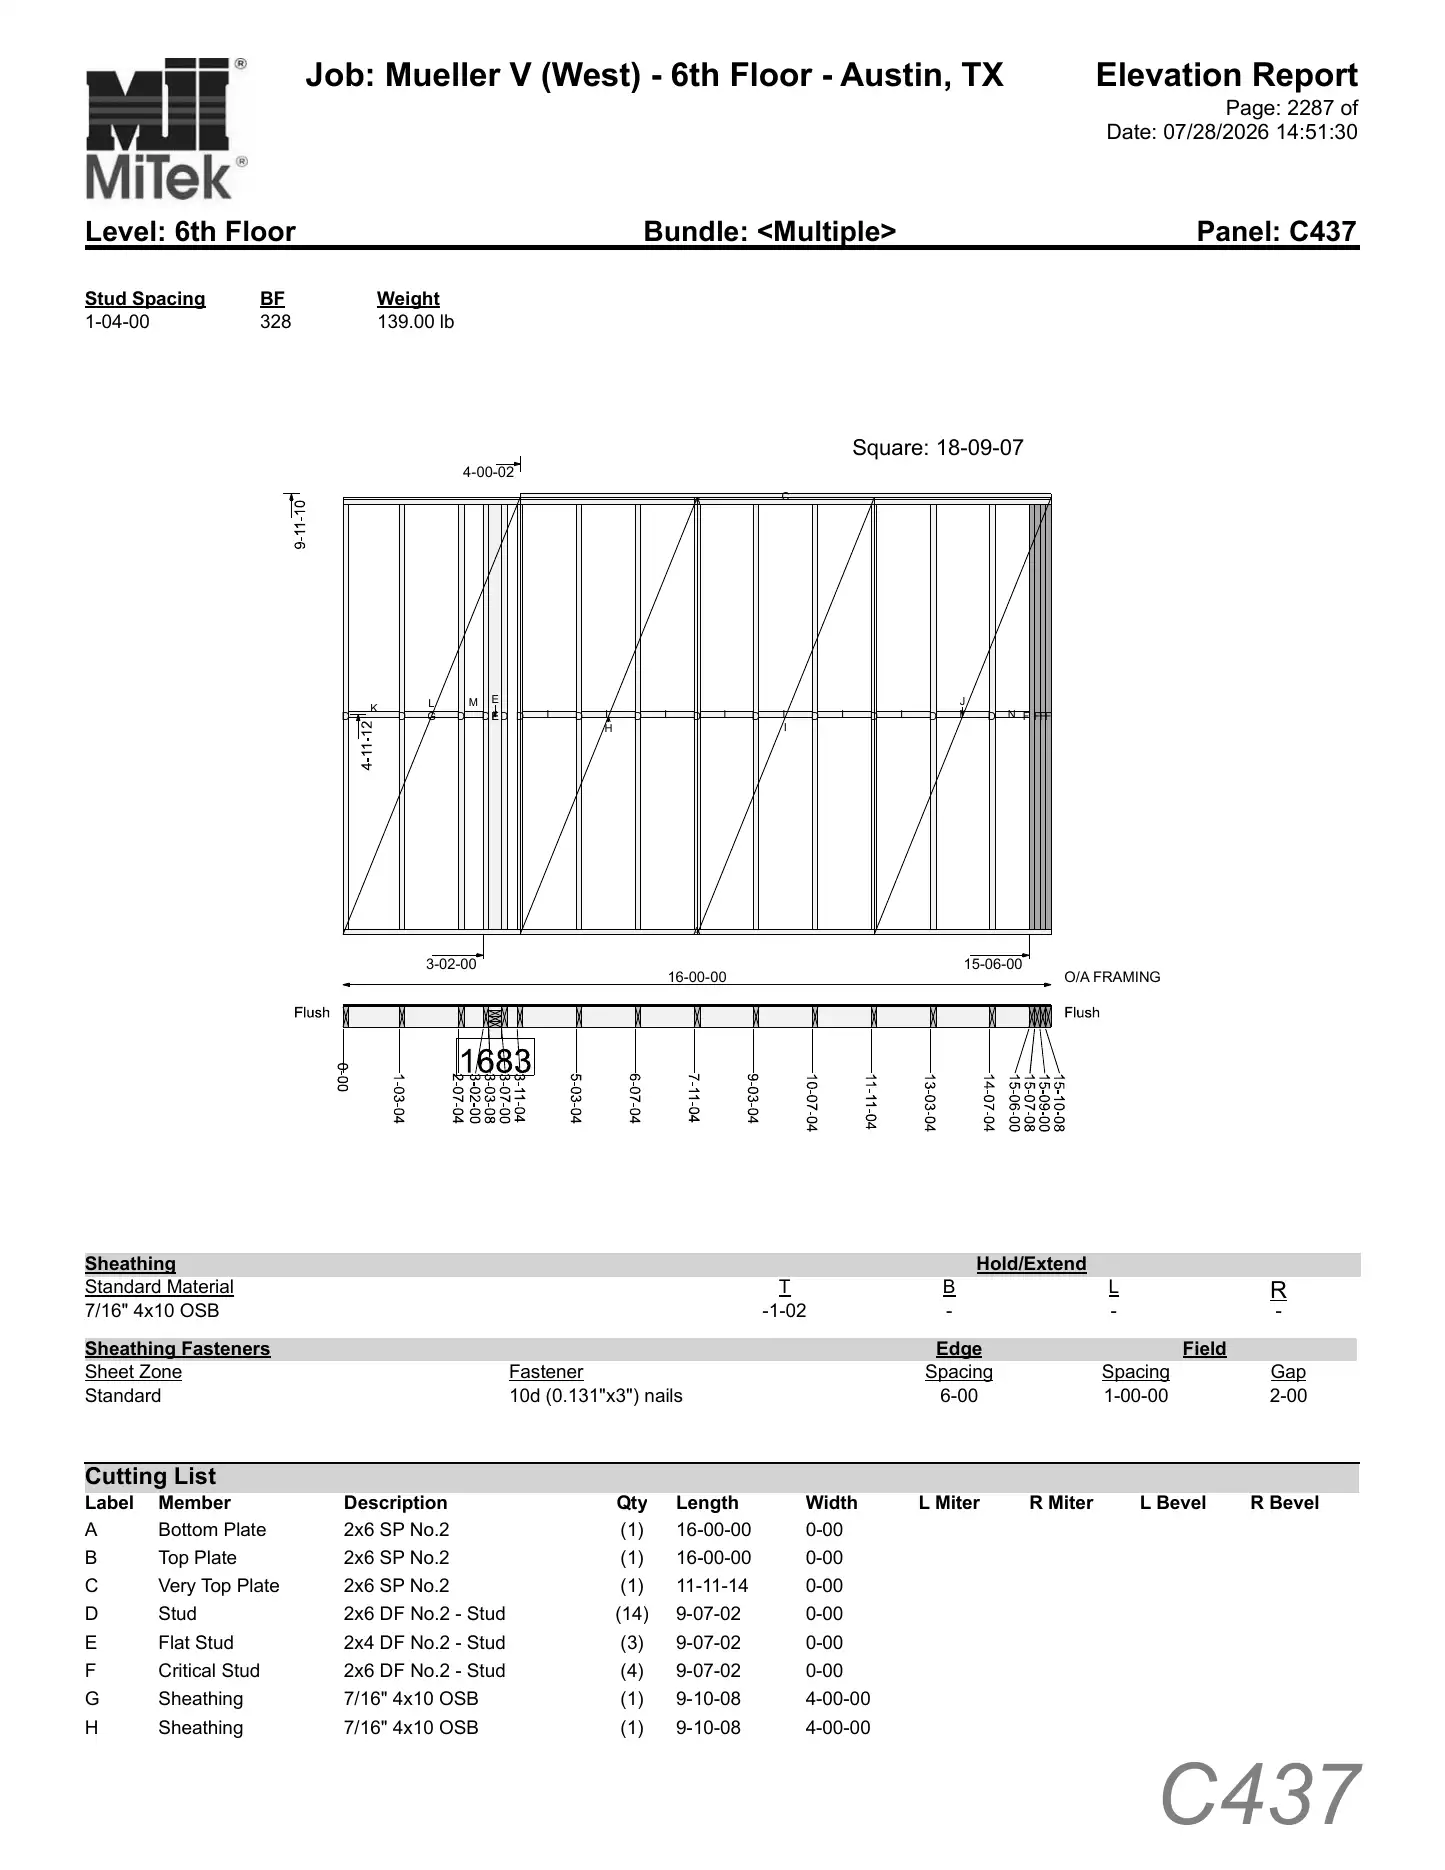 Job: Mueller V (West) - 6th Floor - Austin, TX
Elevation Report
Page: 2287 of
Date: 07/28/2026 14:51:30
MiTek®
Level: 6th Floor
Bundle: <Multiple>
Panel: C437
Stud Spacing BF Weight
1-04-00 328 139.00 lb
Square: 18-09-07
4-00-02
C
9-11-10
K L M E J
G E H I N F
4-11-12
3-02-00
15-06-00
16-00-00
O/A FRAMING
Flush
Flush
1683
0-00
1-03-04
2-07-04
3-02-00
3-03-08
3-07-00
3-11-04
5-03-04
6-07-04
7-11-04
9-03-04
10-07-04
11-11-04
13-03-04
14-07-04
15-06-00
15-07-08
15-09-00
15-10-08
Sheathing Hold/Extend
Standard Material T B L R
7/16" 4x10 OSB -1-02 - - -
Sheathing Fasteners Edge Field
Sheet Zone Fastener Spacing Spacing Gap
Standard 10d (0.131"x3") nails 6-00 1-00-00 2-00
Cutting List
Label Member Description Qty Length Width L Miter R Miter L Bevel R Bevel
A Bottom Plate 2x6 SP No.2 (1) 16-00-00 0-00
B Top Plate 2x6 SP No.2 (1) 16-00-00 0-00
C Very Top Plate 2x6 SP No.2 (1) 11-11-14 0-00
D Stud 2x6 DF No.2 - Stud (14) 9-07-02 0-00
E Flat Stud 2x4 DF No.2 - Stud (3) 9-07-02 0-00
F Critical Stud 2x6 DF No.2 - Stud (4) 9-07-02 0-00
G Sheathing 7/16" 4x10 OSB (1) 9-10-08 4-00-00
H Sheathing 7/16" 4x10 OSB (1) 9-10-08 4-00-00
C437